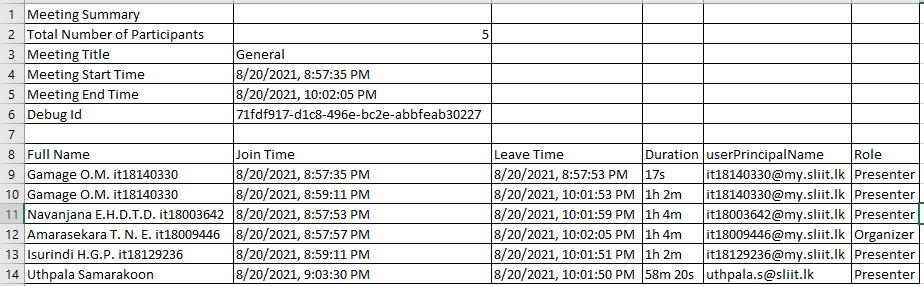 1 Meeting Summary
2 Total Number of Participants 5
3 Meeting Title General
4 Meeting Start Time 8/20/2021, 8:57:35 PM
5 Meeting End Time 8/20/2021, 10:02:05 PM
6 Debug Id 71fdf917-d1c8-496e-bc2e-abbfeab30227
7
8 Full Name Join Time Leave Time Duration userPrincipalName Role
9 Gamage O.M. it18140330 8/20/2021, 8:57:35 PM 8/20/2021, 8:57:53 PM 17s it18140330@my.sliit.lk Presenter
10 Gamage O.M. it18140330 8/20/2021, 8:59:11 PM 8/20/2021, 10:01:53 PM 1h 2m it18140330@my.sliit.lk Presenter
11 Navanjana E.H.D.T.D. it18003642 8/20/2021, 8:57:53 PM 8/20/2021, 10:01:59 PM 1h 4m it18003642@my.sliit.lk Presenter
12 Amarasekara T. N. E. it18009446 8/20/2021, 8:57:57 PM 8/20/2021, 10:02:05 PM 1h 4m it18009446@my.sliit.lk Organizer
13 Isurindi H.G.P. it18129236 8/20/2021, 8:59:11 PM 8/20/2021, 10:01:51 PM 1h 2m it18129236@my.sliit.lk Presenter
14 Uthpala Samarakoon 8/20/2021, 9:03:30 PM 8/20/2021, 10:01:50 PM 58m 20s uthpala.s@sliit.lk Presenter